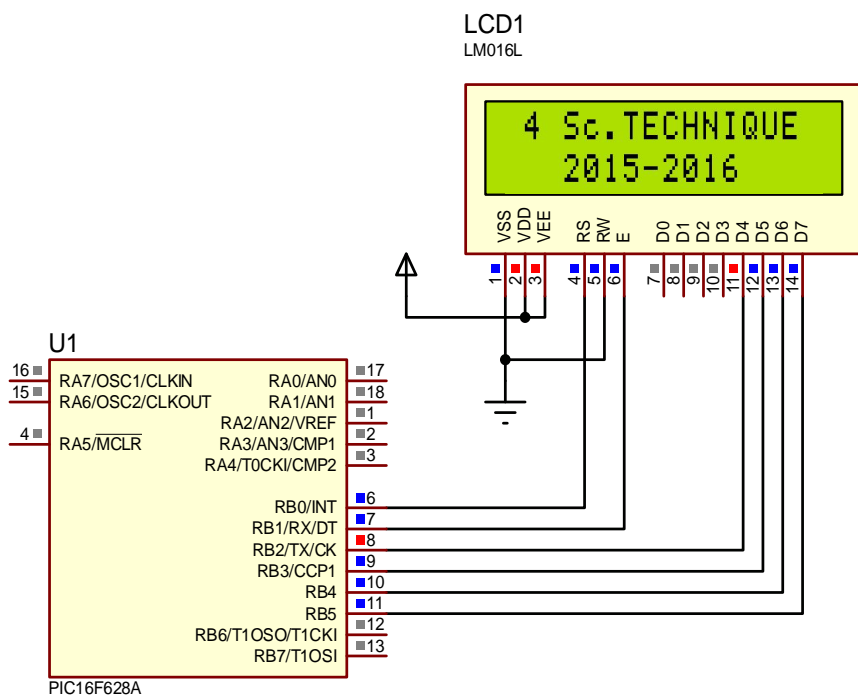 LCD1
LM016L
4 Sc.TECHNIQUE
2015-2016
VSS VDD VEE RS RW E D0 D1 D2 D3 D4 D5 D6 D7
1 2 3 4 5 6 7 8 9 10 11 12 13 14
U1
16 RA7/OSC1/CLKIN RA0/AN0 17
15 RA6/OSC2/CLKOUT RA1/AN1 18
RA2/AN2/VREF 1
4 RA5/MCLR RA3/AN3/CMP1 2
RA4/T0CKI/CMP2 3
RB0/INT 6
RB1/RX/DT 7
RB2/TX/CK 8
RB3/CCP1 9
RB4 10
RB5 11
RB6/T1OSO/T1CKI 12
RB7/T1OSI 13
PIC16F628A